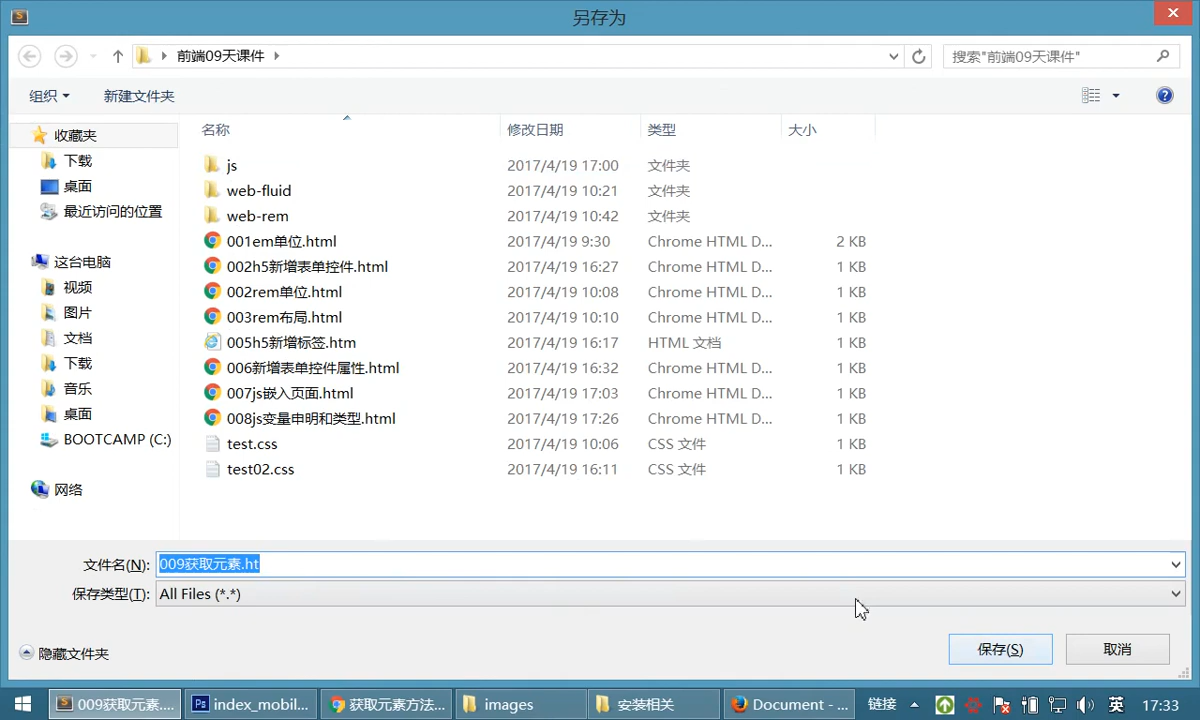 另存为
前端09天课件
搜索"前端09天课件"
组织
新建文件夹
名称 修改日期 类型 大小
收藏夹
下载
桌面
最近访问的位置
这台电脑
视频
图片
文档
下载
音乐
桌面
BOOTCAMP (C:)
网络
js 2017/4/19 17:00 文件夹
web-fluid 2017/4/19 10:21 文件夹
web-rem 2017/4/19 10:42 文件夹
001em单位.html 2017/4/19 9:30 Chrome HTML D... 2 KB
002h5新增表单控件.html 2017/4/19 16:27 Chrome HTML D... 1 KB
002rem单位.html 2017/4/19 10:08 Chrome HTML D... 1 KB
003rem布局.html 2017/4/19 10:10 Chrome HTML D... 1 KB
005h5新增标签.htm 2017/4/19 16:17 HTML 文档 1 KB
006新增表单控件属性.html 2017/4/19 16:32 Chrome HTML D... 1 KB
007js嵌入页面.html 2017/4/19 17:03 Chrome HTML D... 1 KB
008js变量申明和类型.html 2017/4/19 17:26 Chrome HTML D... 1 KB
test.css 2017/4/19 10:06 CSS 文件 1 KB
test02.css 2017/4/19 16:11 CSS 文件 1 KB
文件名(N): 009获取元素.ht
保存类型(T): All Files (*.*)
隐藏文件夹
保存(S)
取消
009获取元素....
Ps index_mobil...
获取元素方法...
images
安装相关
Document - ...
链接
英
17:33